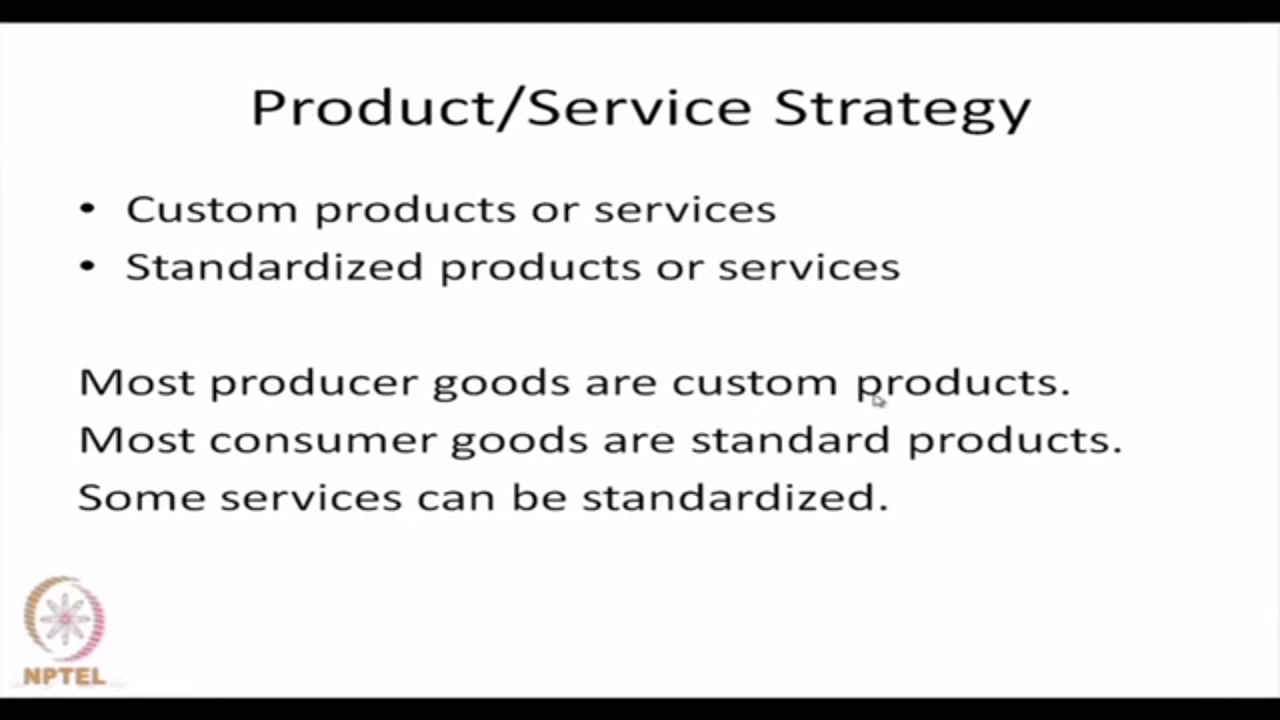 Product/Service Strategy
• Custom products or services
• Standardized products or services
Most producer goods are custom products.
Most consumer goods are standard products.
Some services can be standardized.
NPTEL